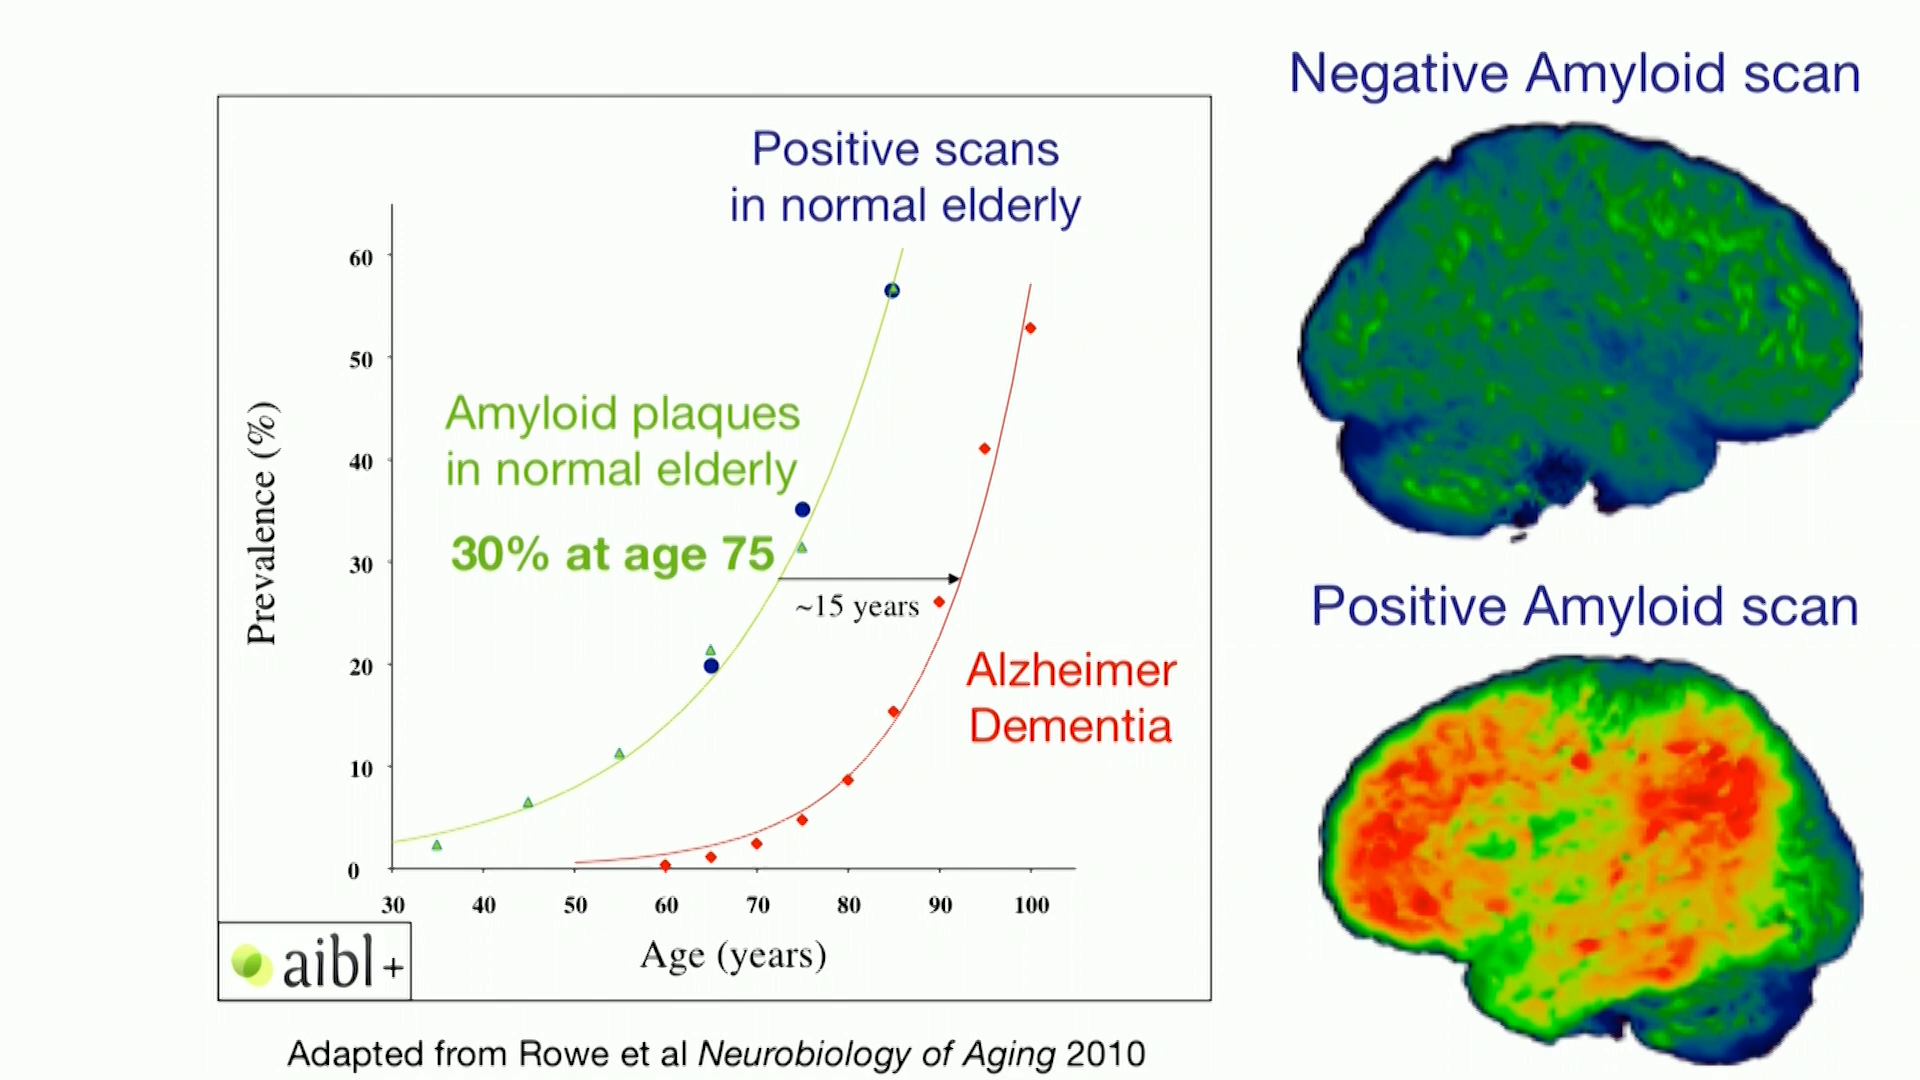 Negative Amyloid scan
Positive scans
in normal elderly
60
50
40
30
20
10
0
Prevalence (%)
Amyloid plaques
in normal elderly
30% at age 75
~15 years
Alzheimer
Dementia
30 40 50 60 70 80 90 100
Age (years)
aibl+
Positive Amyloid scan
Adapted from Rowe et al Neurobiology of Aging 2010